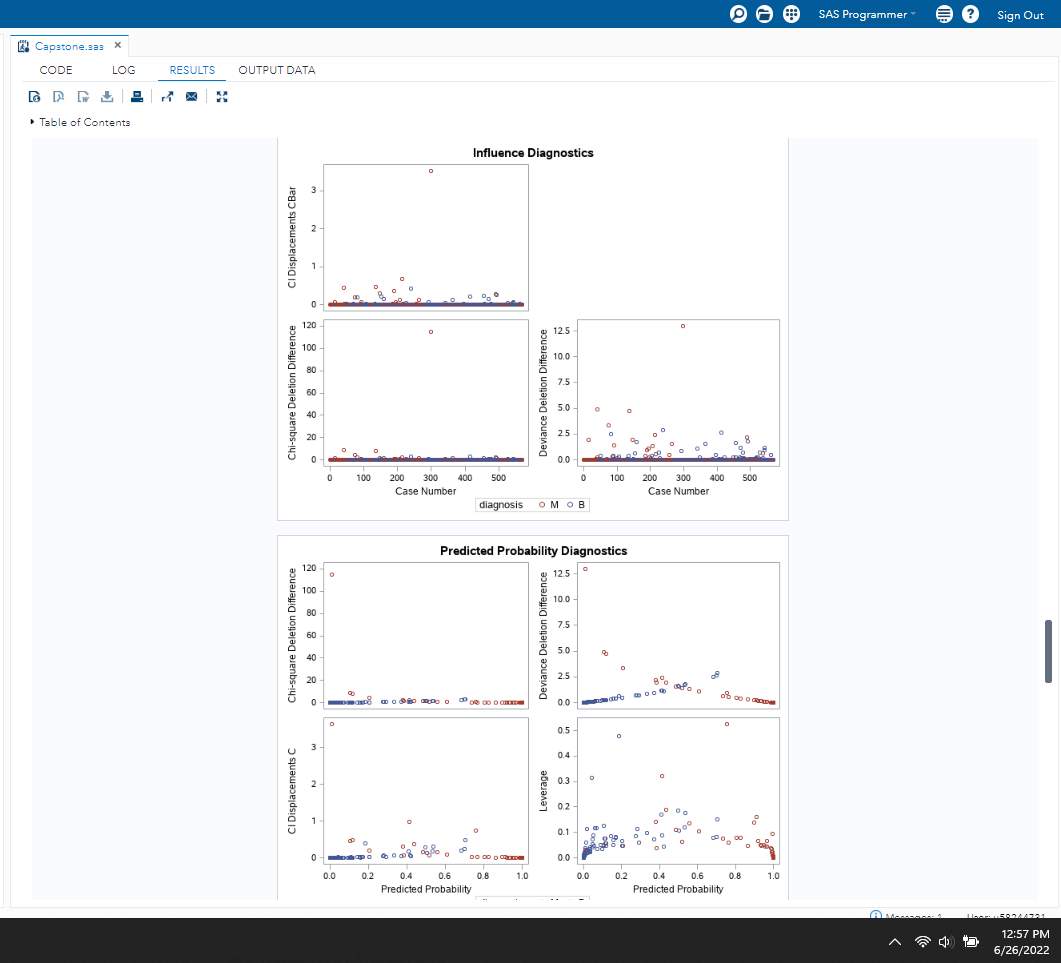 SAS Programmer
Sign Out
Capstone.sas ×
CODE LOG RESULTS OUTPUT DATA
Table of Contents
Influence Diagnostics
CI Displacements CBar
3
2
1
0
Chi-square Deletion Difference
120
100
80
60
40
20
0
0 100 200 300 400 500
Case Number
Deviance Deletion Difference
12.5
10.0
7.5
5.0
2.5
0.0
0 100 200 300 400 500
Case Number
diagnosis M B
Predicted Probability Diagnostics
Chi-square Deletion Difference
120
100
80
60
40
20
0
Deviance Deletion Difference
12.5
10.0
7.5
5.0
2.5
0.0
CI Displacements C
3
2
1
0
0.0 0.2 0.4 0.6 0.8 1.0
Predicted Probability
Leverage
0.5
0.4
0.3
0.2
0.1
0.0
0.0 0.2 0.4 0.6 0.8 1.0
Predicted Probability
Messages: 1 User: u58244731
12:57 PM
6/26/2022